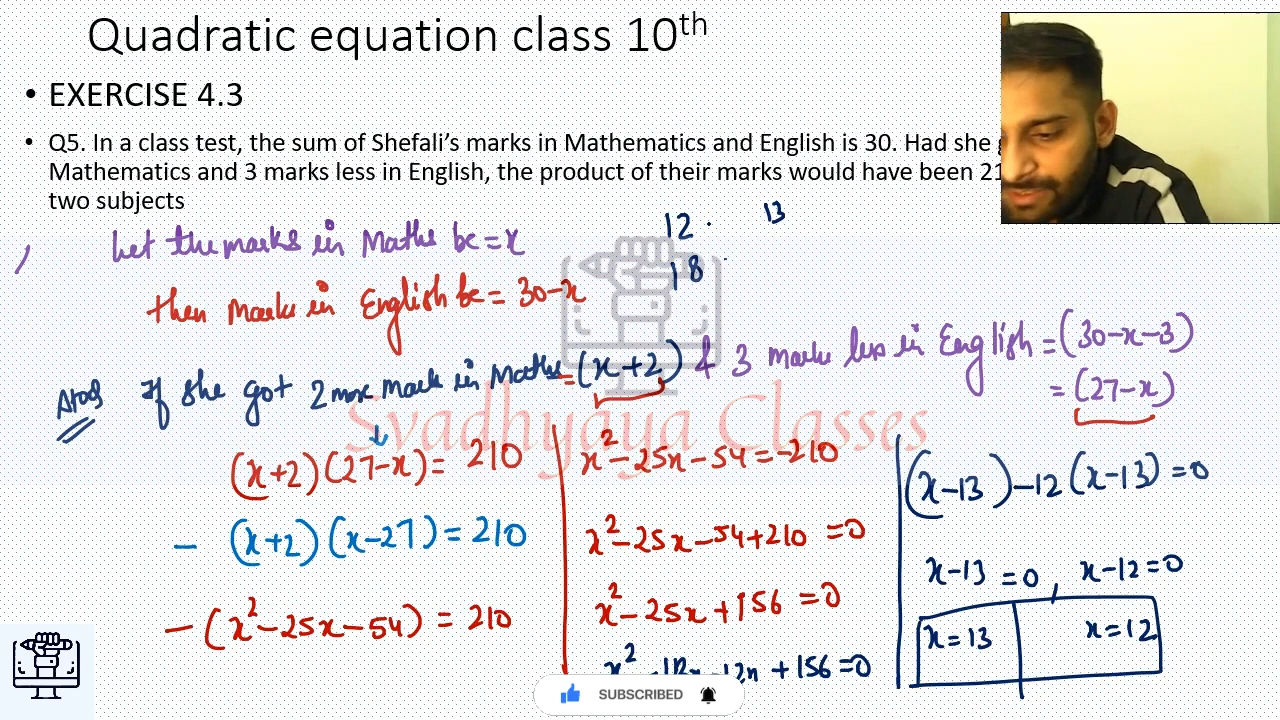 Quadratic equation class 10th
• EXERCISE 4.3
• Q5. In a class test, the sum of Shefali's marks in Mathematics and English is 30. Had she
Mathematics and 3 marks less in English, the product of their marks would have been 21
two subjects
12 . 13
18
Let the marks in Maths be = x
then Marks in English be = 30-x
If she got 2 more mark in Maths = (x+2) & 3 marks less in English = (30-x-3)
= (27-x)
Svadhyaya Classes
(x+2)(27-x) = 210
- (x+2)(x-27) = 210
- (x²-25x-54) = 210
x²-25x-54 = -210
x²-25x-54+210 = 0
x²-25x+156 = 0
+156 = 0
(x-13)-12(x-13) = 0
x-13 = 0, x-12 = 0
x = 13 x = 12
SUBSCRIBED